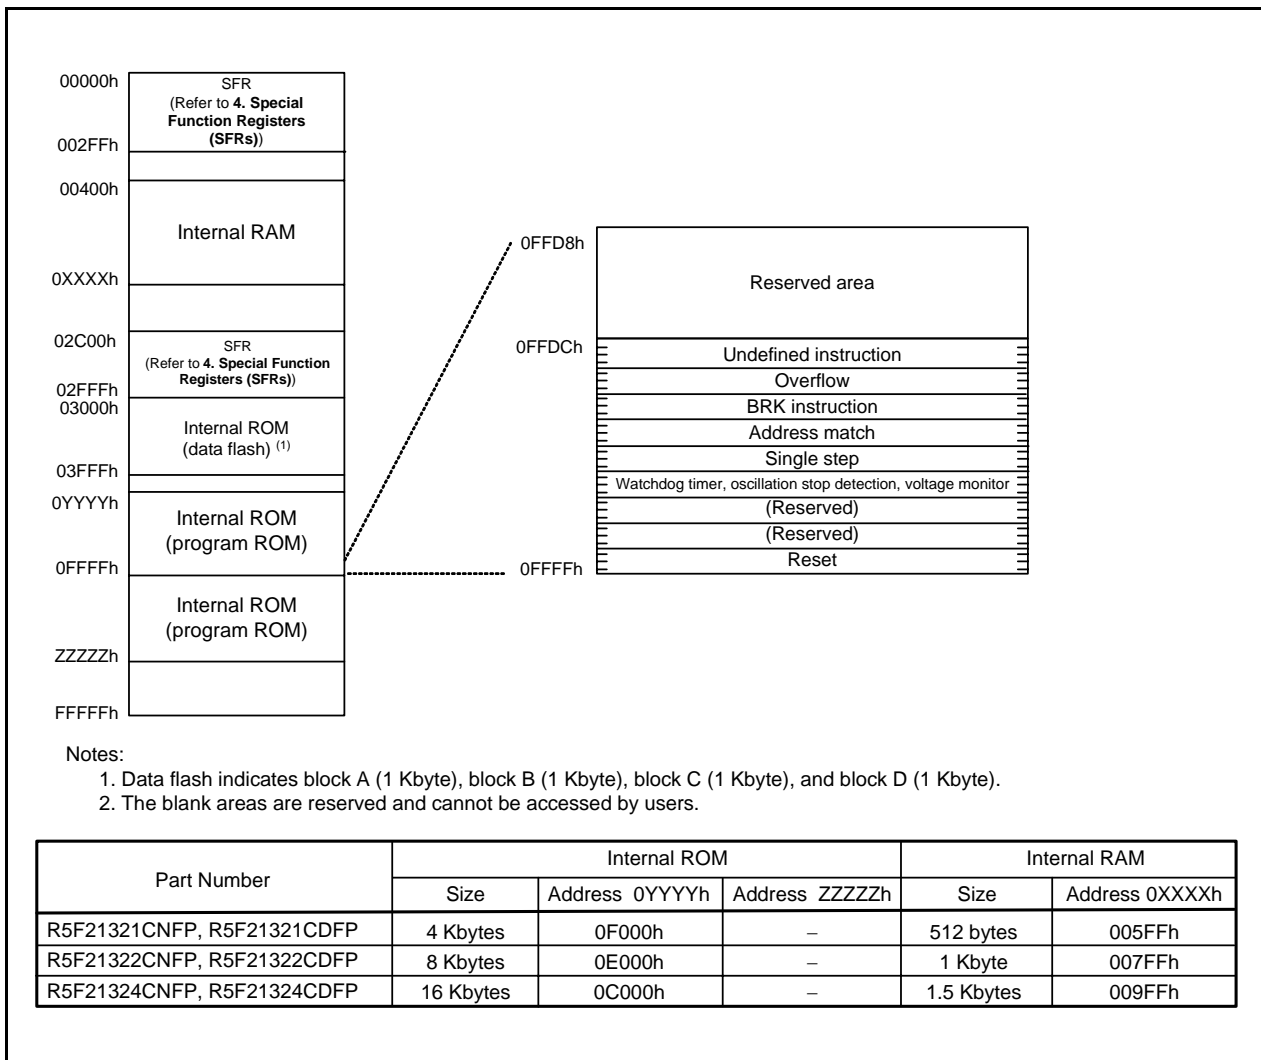 00000h
SFR
(Refer to 4. Special
Function Registers
(SFRs))
002FFh
00400h
Internal RAM
0XXXXh
02C00h
SFR
(Refer to 4. Special Function
Registers (SFRs))
02FFFh
03000h
Internal ROM
(data flash) (1)
03FFFh
0YYYYh
Internal ROM
(program ROM)
0FFFFh
Internal ROM
(program ROM)
ZZZZZh
FFFFFh
0FFD8h
Reserved area
0FFDCh
Undefined instruction
Overflow
BRK instruction
Address match
Single step
Watchdog timer, oscillation stop detection, voltage monitor
(Reserved)
(Reserved)
Reset
0FFFFh
Notes:
1. Data flash indicates block A (1 Kbyte), block B (1 Kbyte), block C (1 Kbyte), and block D (1 Kbyte).
2. The blank areas are reserved and cannot be accessed by users.
Part Number Internal ROM Internal RAM
Size Address 0YYYYh Address ZZZZZh Size Address 0XXXXh
R5F21321CNFP, R5F21321CDFP 4 Kbytes 0F000h – 512 bytes 005FFh
R5F21322CNFP, R5F21322CDFP 8 Kbytes 0E000h – 1 Kbyte 007FFh
R5F21324CNFP, R5F21324CDFP 16 Kbytes 0C000h – 1.5 Kbytes 009FFh